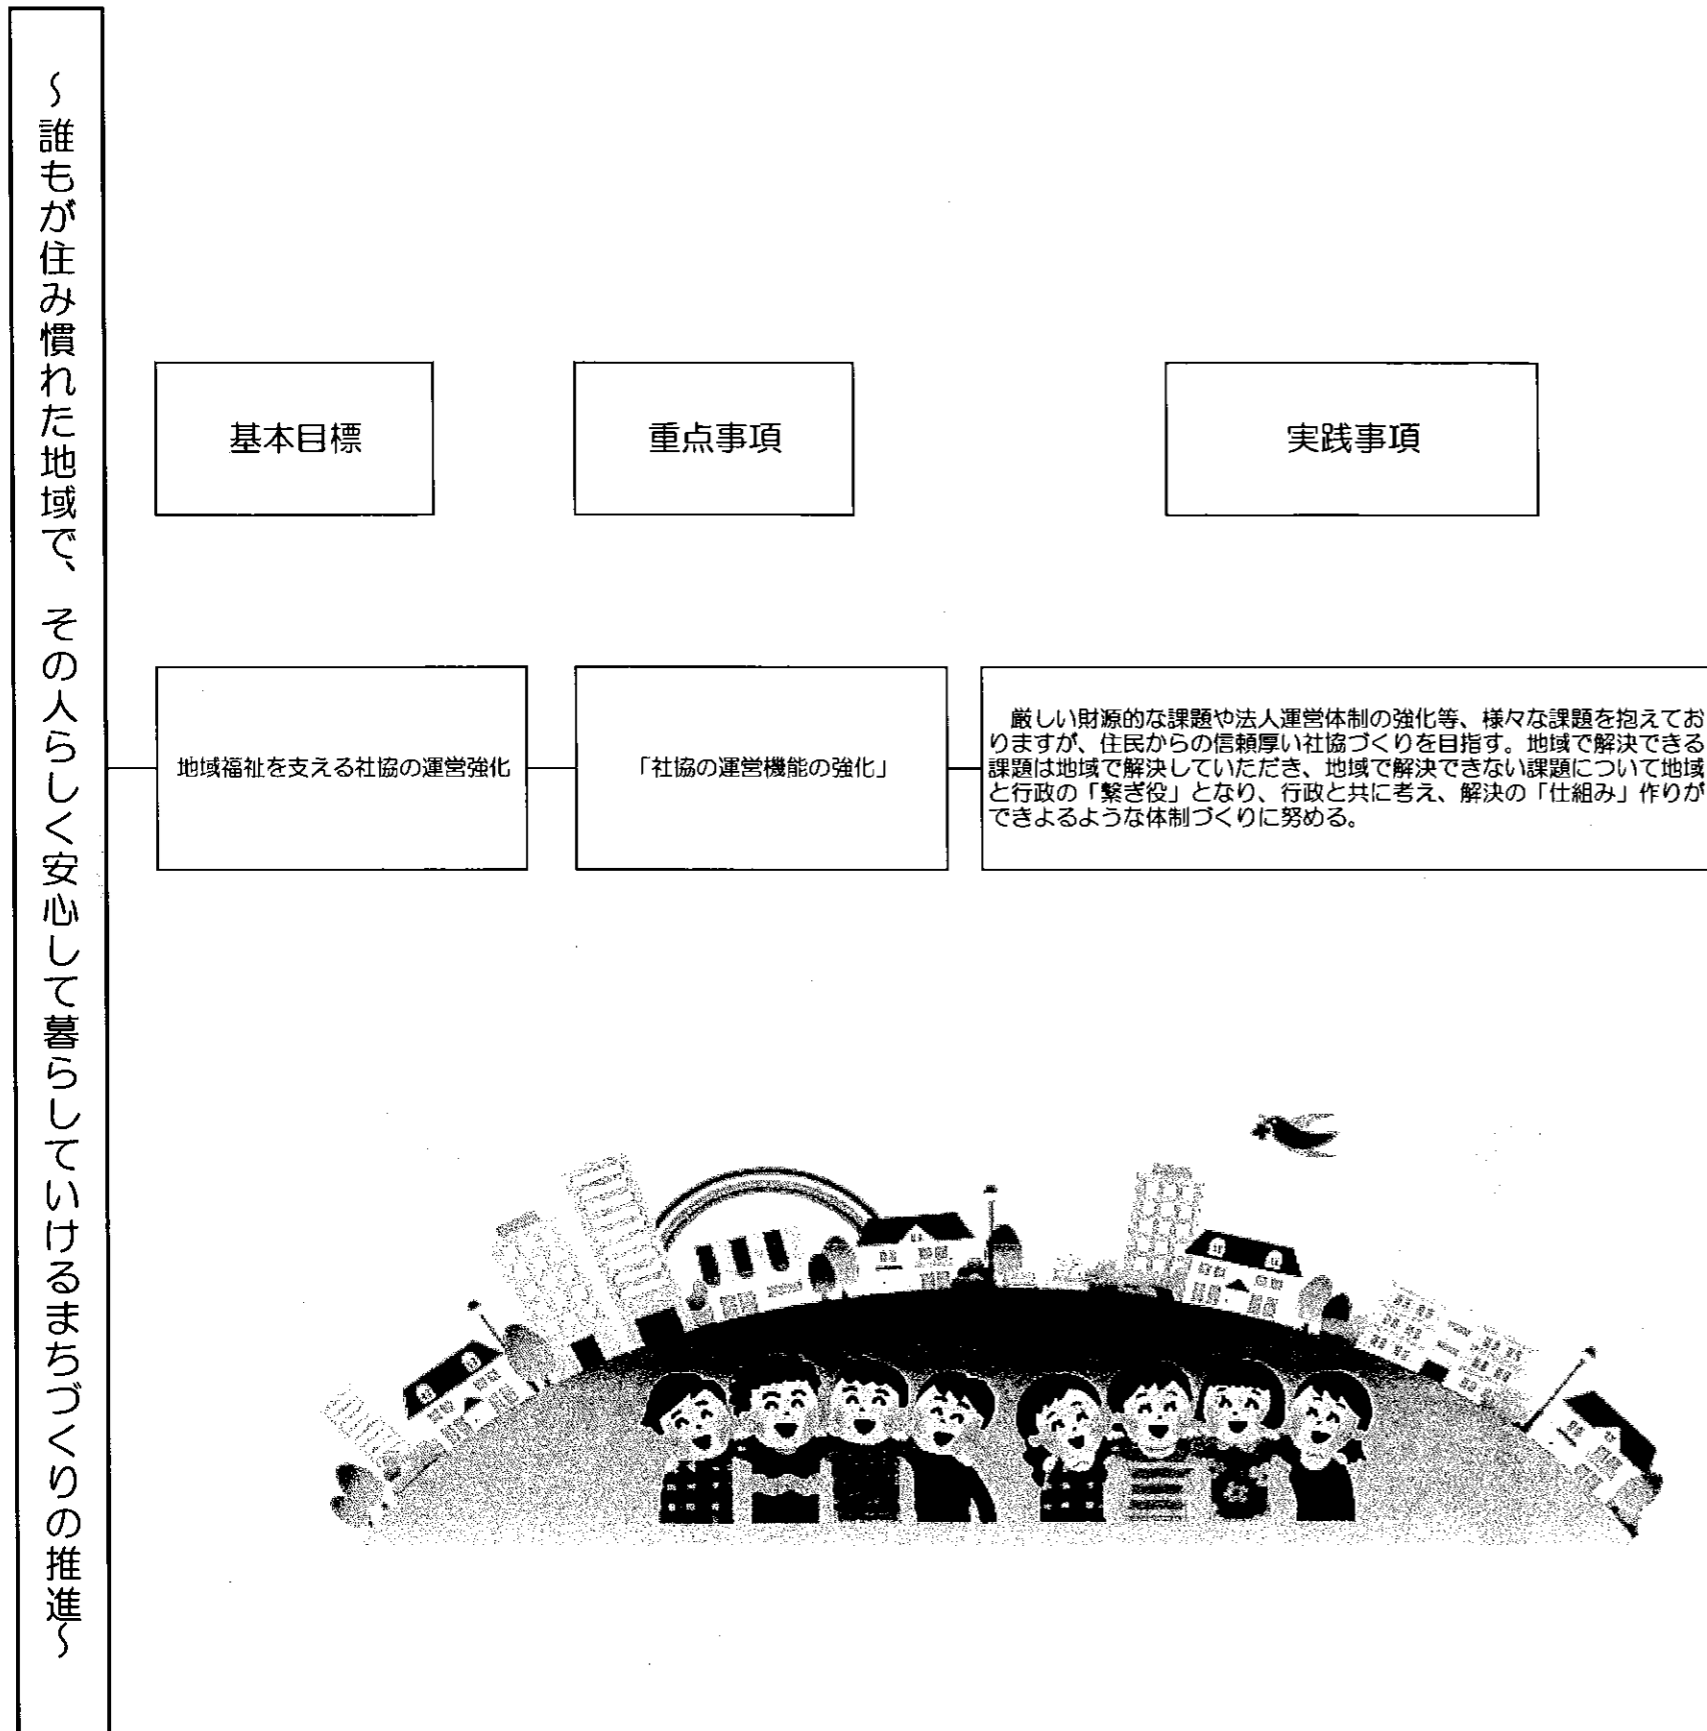 ～誰もが住み慣れた地域で、その人らしく安心して暮らしていけるまちづくりの推進～
基本目標
重点事項
実践事項
地域福祉を支える社協の運営強化
「社協の運営機能の強化」
厳しい財源的な課題や法人運営体制の強化等、様々な課題を抱えてお
りますが、住民からの信頼厚い社協づくりを目指す。地域で解決できる
課題は地域で解決していただき、地域で解決できない課題について地域
と行政の「繋ぎ役」となり、行政と共に考え、解決の「仕組み」作りが
できよるような体制づくりに努める。